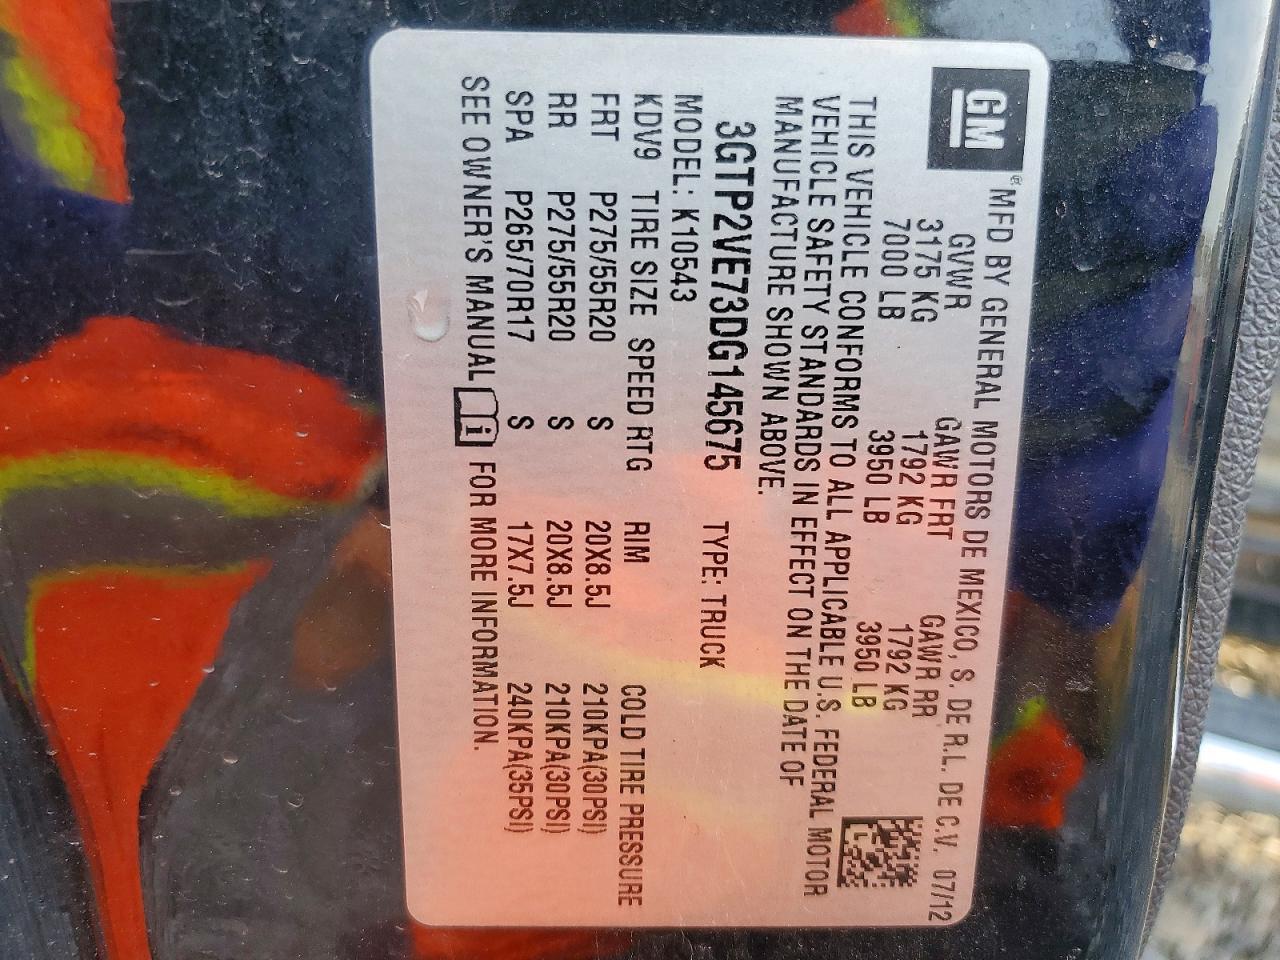 GM
® MFD BY GENERAL MOTORS DE MEXICO, S. DE R.L. DE C.V. 07/12
GVWR GAWR FRT GAWR RR
3175 KG 1792 KG 1792 KG
7000 LB 3950 LB 3950 LB
THIS VEHICLE CONFORMS TO ALL APPLICABLE U.S. FEDERAL MOTOR
VEHICLE SAFETY STANDARDS IN EFFECT ON THE DATE OF
MANUFACTURE SHOWN ABOVE.
3GTP2VE73DG145675 TYPE: TRUCK
MODEL: K10543
KDV9 TIRE SIZE SPEED RTG RIM COLD TIRE PRESSURE
FRT P275/55R20 S 20X8.5J 210KPA(30PSI)
RR P275/55R20 S 20X8.5J 210KPA(30PSI)
SPA P265/70R17 S 17X7.5J 240KPA(35PSI)
SEE OWNER'S MANUAL i FOR MORE INFORMATION.